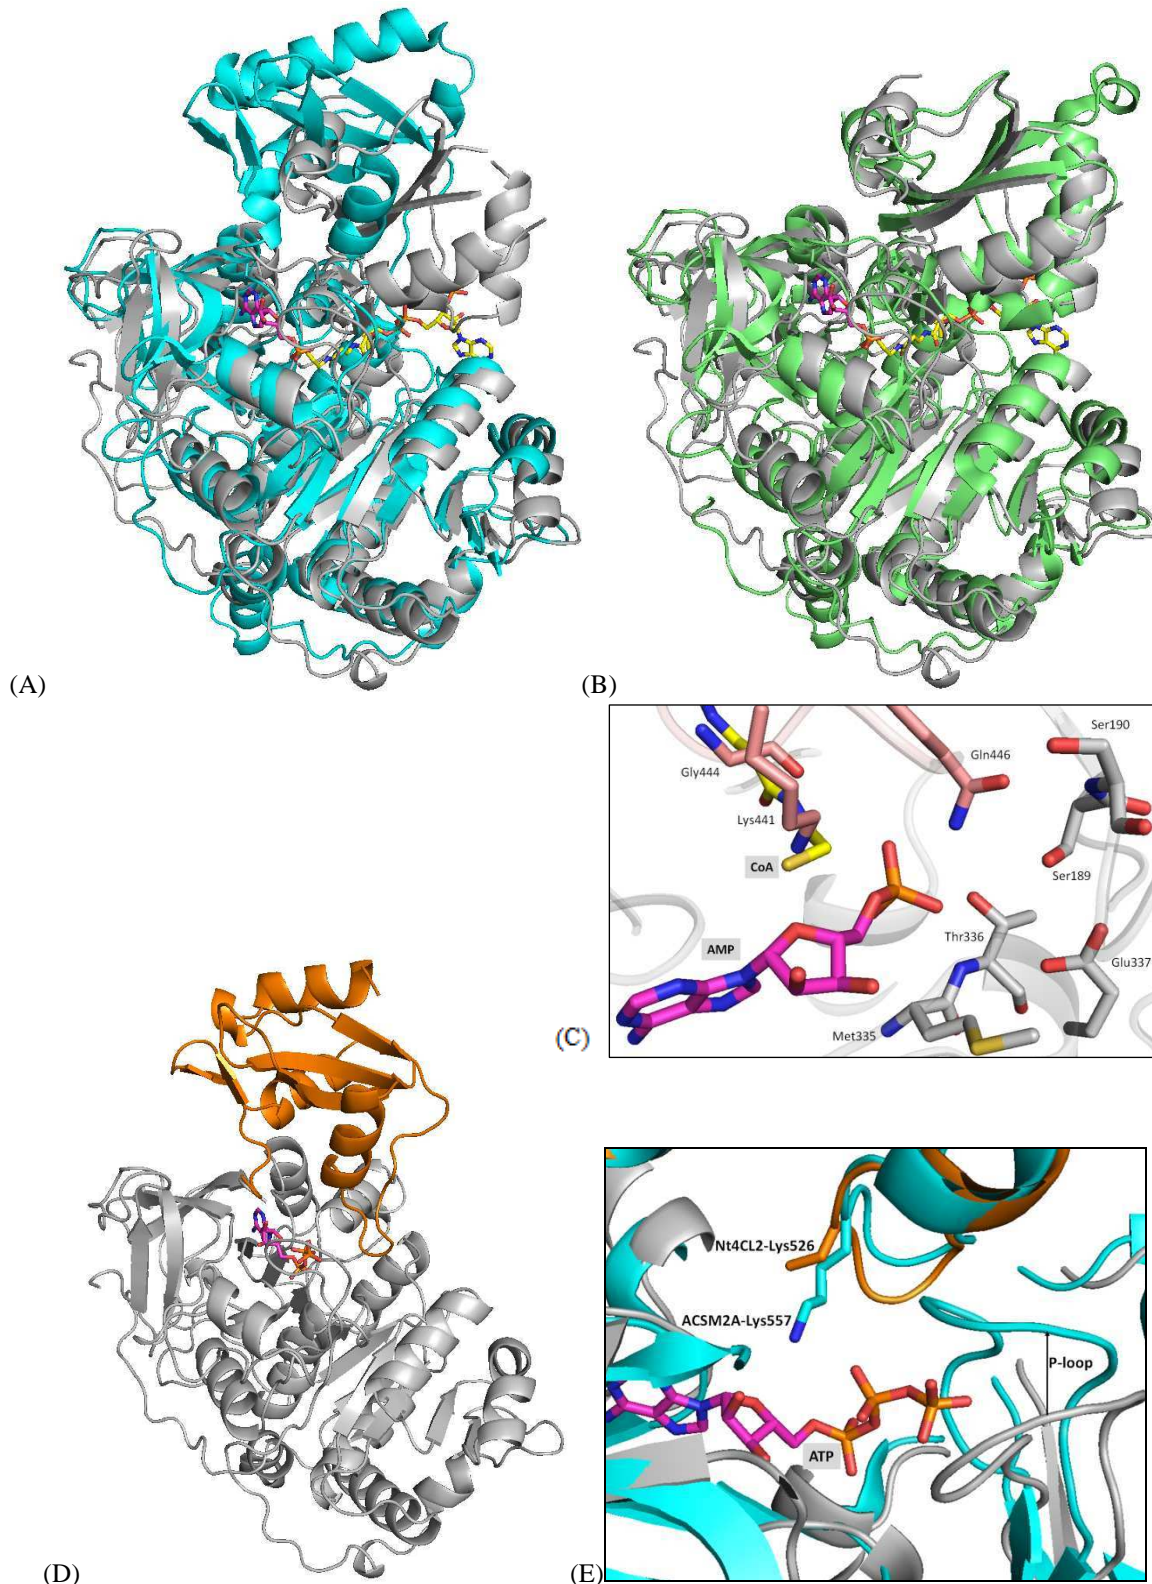 (A)
(B)
Ser190
Gly444
Gln446
Lys441
CoA
Ser189
AMP
Thr336
Glu337
Met335
(C)
Nt4CL2-Lys526
ACSM2A-Lys557
P-loop
ATP
(D)
(E)